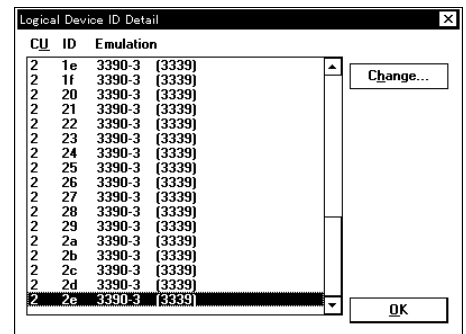 Logical Device ID Detail
CU ID Emulation
2 1e 3390-3 (3339)
2 1f 3390-3 (3339)
2 20 3390-3 (3339)
2 21 3390-3 (3339)
2 22 3390-3 (3339)
2 23 3390-3 (3339)
2 24 3390-3 (3339)
2 25 3390-3 (3339)
2 26 3390-3 (3339)
2 27 3390-3 (3339)
2 28 3390-3 (3339)
2 29 3390-3 (3339)
2 2a 3390-3 (3339)
2 2b 3390-3 (3339)
2 2c 3390-3 (3339)
2 2d 3390-3 (3339)
2 2e 3390-3 (3339)
Change...
OK